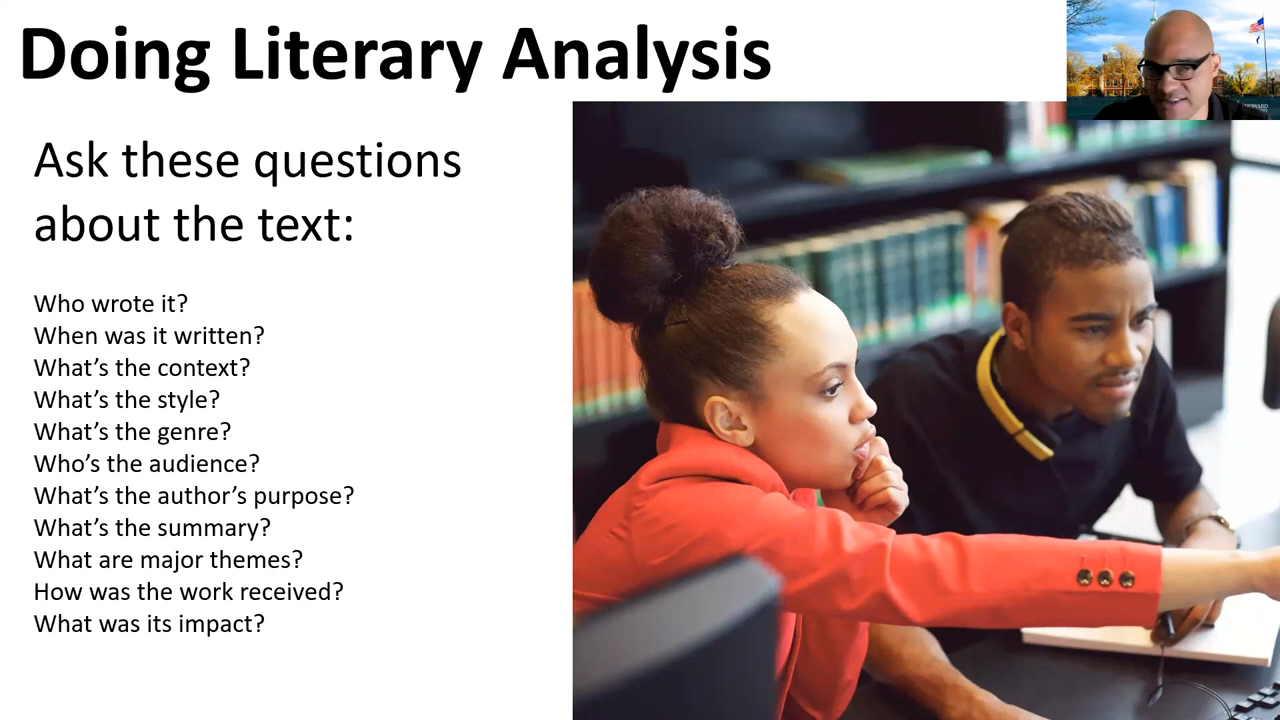 Doing Literary Analysis
Ask these questions
about the text:
Who wrote it?
When was it written?
What’s the context?
What’s the style?
What’s the genre?
Who’s the audience?
What’s the author’s purpose?
What’s the summary?
What are major themes?
How was the work received?
What was its impact?